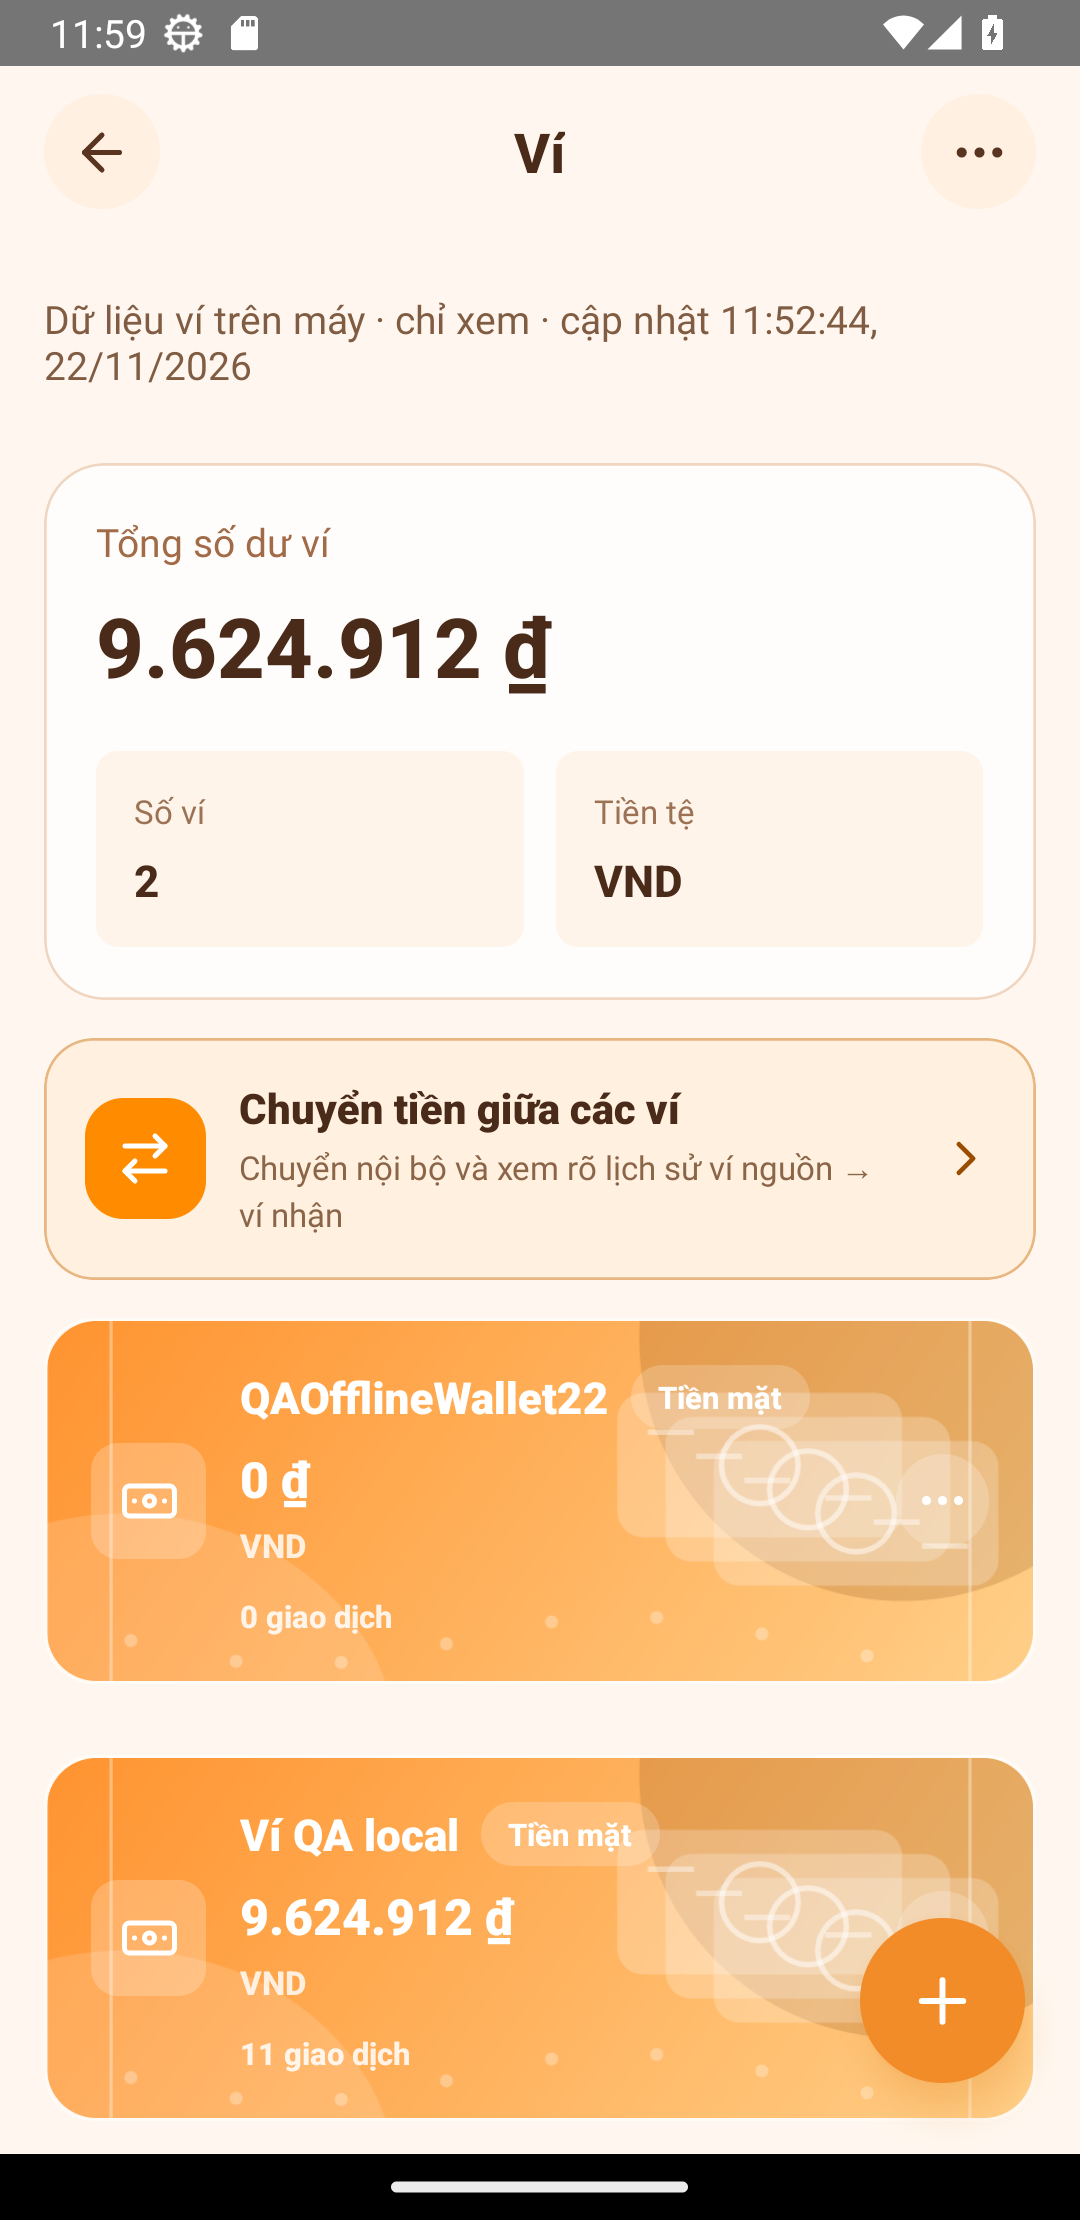 11:59
Ví
Dữ liệu ví trên máy · chỉ xem · cập nhật 11:52:44,
22/11/2026
Tổng số dư ví
9.624.912 ₫
Số ví
2
Tiền tệ
VND
Chuyển tiền giữa các ví
Chuyển nội bộ và xem rõ lịch sử ví nguồn →
ví nhận
QAOfflineWallet22
Tiền mặt
0 ₫
VND
0 giao dịch
Ví QA local
Tiền mặt
9.624.912 ₫
VND
11 giao dịch